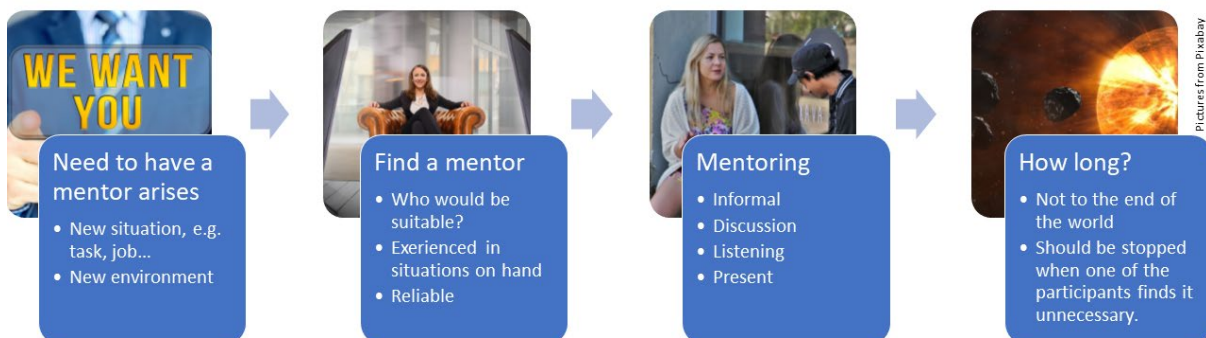 WE WANT
YOU
Need to have a
mentor arises
• New situation, e.g.
task, job...
• New environment
Find a mentor
• Who would be
suitable?
• Exerienced in
situations on hand
• Reliable
Mentoring
• Informal
• Discussion
• Listening
• Present
How long?
• Not to the end of
the world
• Should be stopped
when one of the
participants finds it
unnecessary.
Pictures from Pixabay